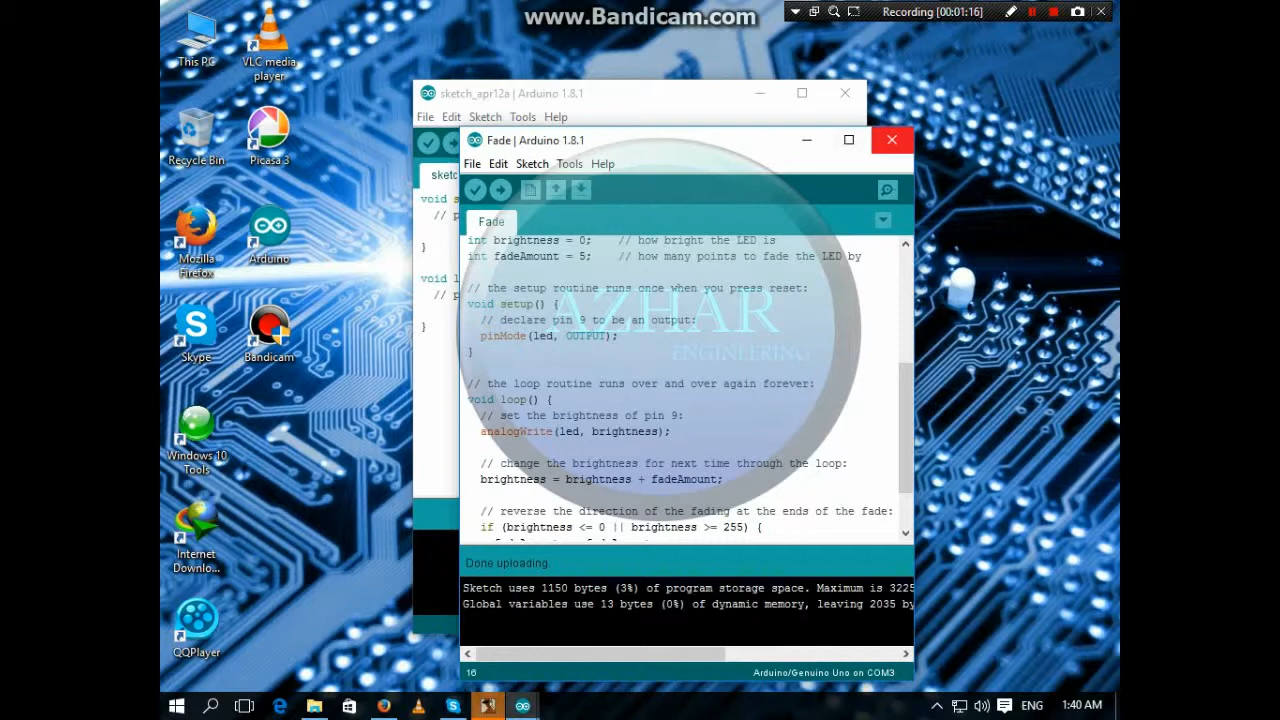 www.Bandicam.com
Recording [00:01:16]
This PC
VLC media player
Recycle Bin
Picasa 3
Mozilla Firefox
Arduino
Skype
Bandicam
Windows 10 Tools
Internet Downlo...
QQPlayer
sketch_apr12a | Arduino 1.8.1
File Edit Sketch Tools Help
sketc
void s
// p
}
void l
// p
}
Fade | Arduino 1.8.1
File Edit Sketch Tools Help
Fade
int brightness = 0; // how bright the LED is
int fadeAmount = 5; // how many points to fade the LED by
// the setup routine runs once when you press reset:
void setup() {
// declare pin 9 to be an output:
pinMode(led, OUTPUT);
}
// the loop routine runs over and over again forever:
void loop() {
// set the brightness of pin 9:
analogWrite(led, brightness);
// change the brightness for next time through the loop:
brightness = brightness + fadeAmount;
// reverse the direction of the fading at the ends of the fade:
if (brightness <= 0 || brightness >= 255) {
AZHAR
ENGINEERING
Done uploading.
Sketch uses 1150 bytes (3%) of program storage space. Maximum is 3225
Global variables use 13 bytes (0%) of dynamic memory, leaving 2035 by
16
Arduino/Genuino Uno on COM3
ENG
1:40 AM